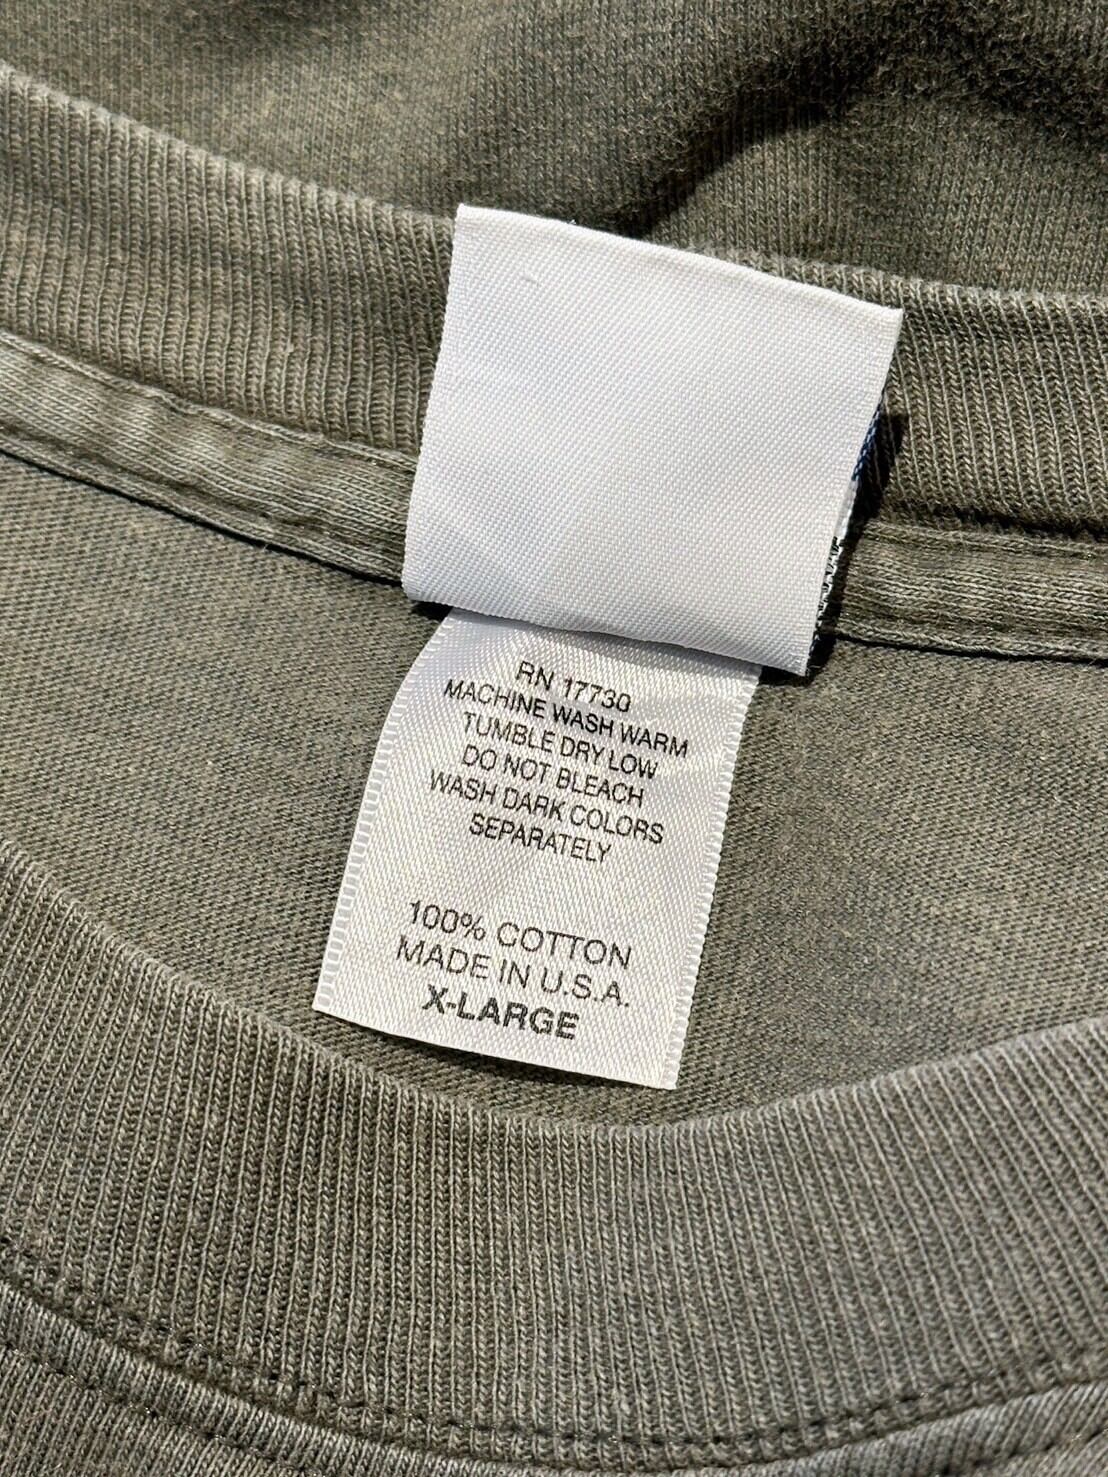 RN 17730
MACHINE WASH WARM
TUMBLE DRY LOW
DO NOT BLEACH
WASH DARK COLORS
SEPARATELY
100% COTTON
MADE IN U.S.A.
X-LARGE